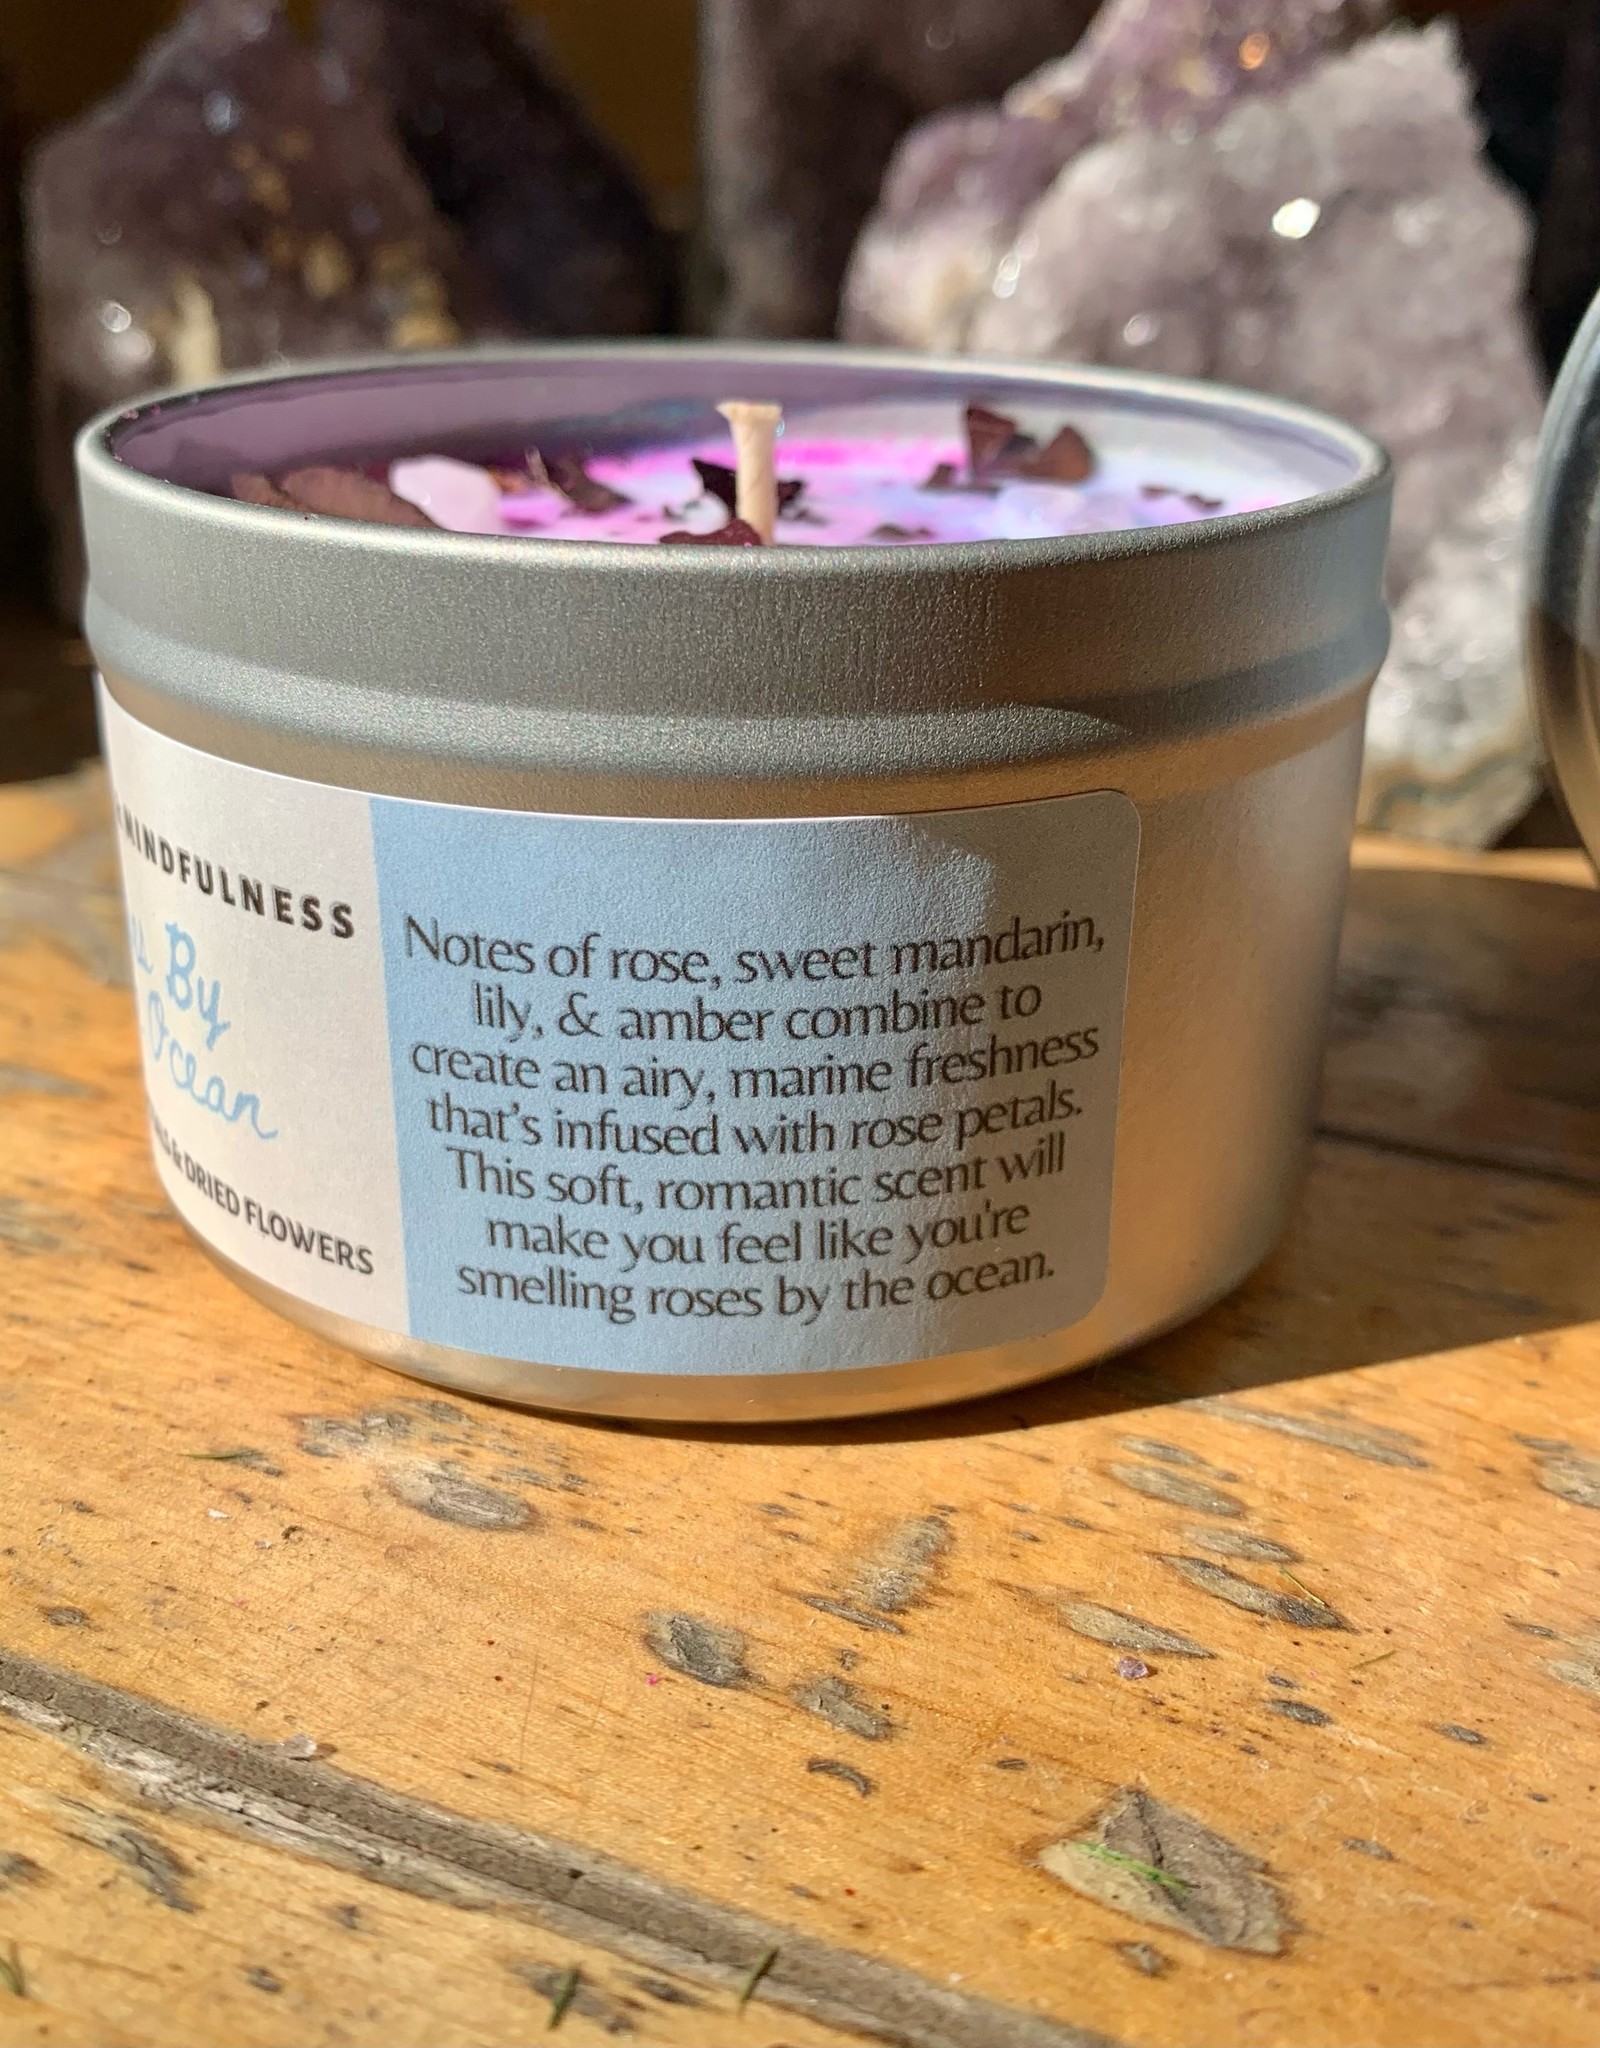 MINDFULNESS
By
Ocean
& DRIED FLOWERS
Notes of rose, sweet mandarin,
lily, & amber combine to
create an airy, marine freshness
that's infused with rose petals.
This soft, romantic scent will
make you feel like you're
smelling roses by the ocean.